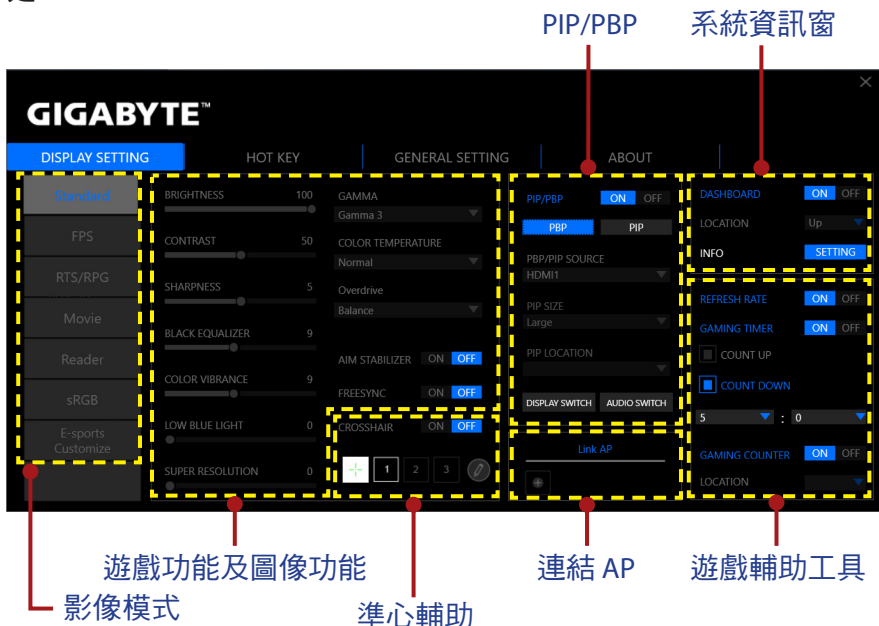 PIP/PBP
系統資訊窗
GIGABYTE™
DISPLAY SETTING
HOT KEY
GENERAL SETTING
ABOUT
Standard
FPS
RTS/RPG
Movie
Reader
sRGB
E-sports
Customize
BRIGHTNESS 100
CONTRAST 50
SHARPNESS 5
BLACK EQUALIZER 9
COLOR VIBRANCE 9
LOW BLUE LIGHT 0
SUPER RESOLUTION 0
GAMMA
Gamma 3
COLOR TEMPERATURE
Normal
Overdrive
Balance
AIM STABILIZER ON OFF
FREESYNC ON OFF
CROSSHAIR ON OFF
1 2 3
PIP/PBP ON OFF
PBP PIP
PBP/PIP SOURCE
HDMI1
PIP SIZE
Large
PIP LOCATION
DISPLAY SWITCH AUDIO SWITCH
Link AP
DASHBOARD ON OFF
LOCATION Up
INFO SETTING
REFRESH RATE ON OFF
GAMING TIMER ON OFF
COUNT UP
COUNT DOWN
5 : 0
GAMING COUNTER ON OFF
LOCATION
遊戲功能及圖像功能
連結 AP
遊戲輔助工具
影像模式
準心輔助